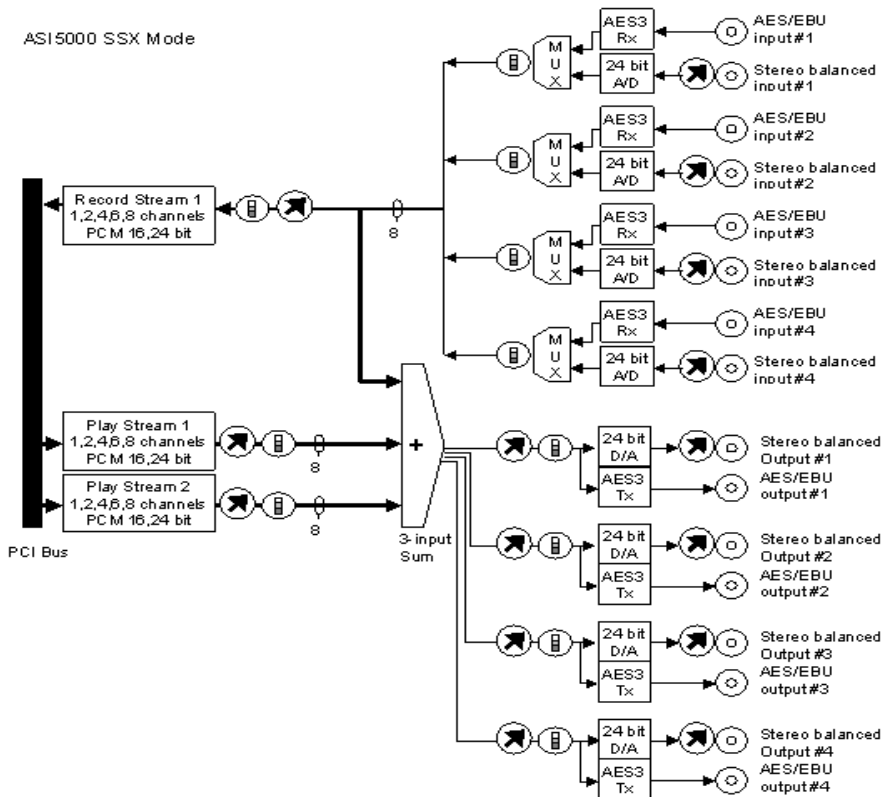 ASI5000 SSX Mode
AES3
Rx
AES/EBU
input#1
M
U
X
24 bit
A/D
Stereo balanced
input#1
AES3
Rx
AES/EBU
input#2
M
U
X
24 bit
A/D
Stereo balanced
input#2
Record Stream 1
1,2,4,6,8 channels
PCM 16,24 bit
8
AES3
Rx
AES/EBU
input#3
M
U
X
24 bit
A/D
Stereo balanced
input#3
AES3
Rx
AES/EBU
input#4
M
U
X
24 bit
A/D
Stereo balanced
input#4
Play Stream 1
1,2,4,6,8 channels
PCM 16,24 bit
8
+
Play Stream 2
1,2,4,6,8 channels
PCM 16,24 bit
8
PCI Bus
3-input
Sum
24 bit
D/A
Stereo balanced
Output #1
AES3
Tx
AES/EBU
output#1
24 bit
D/A
Stereo balanced
Output #2
AES3
Tx
AES/EBU
output#2
24 bit
D/A
Stereo balanced
Output #3
AES3
Tx
AES/EBU
output#3
24 bit
D/A
Stereo balanced
Output #4
AES3
Tx
AES/EBU
output#4